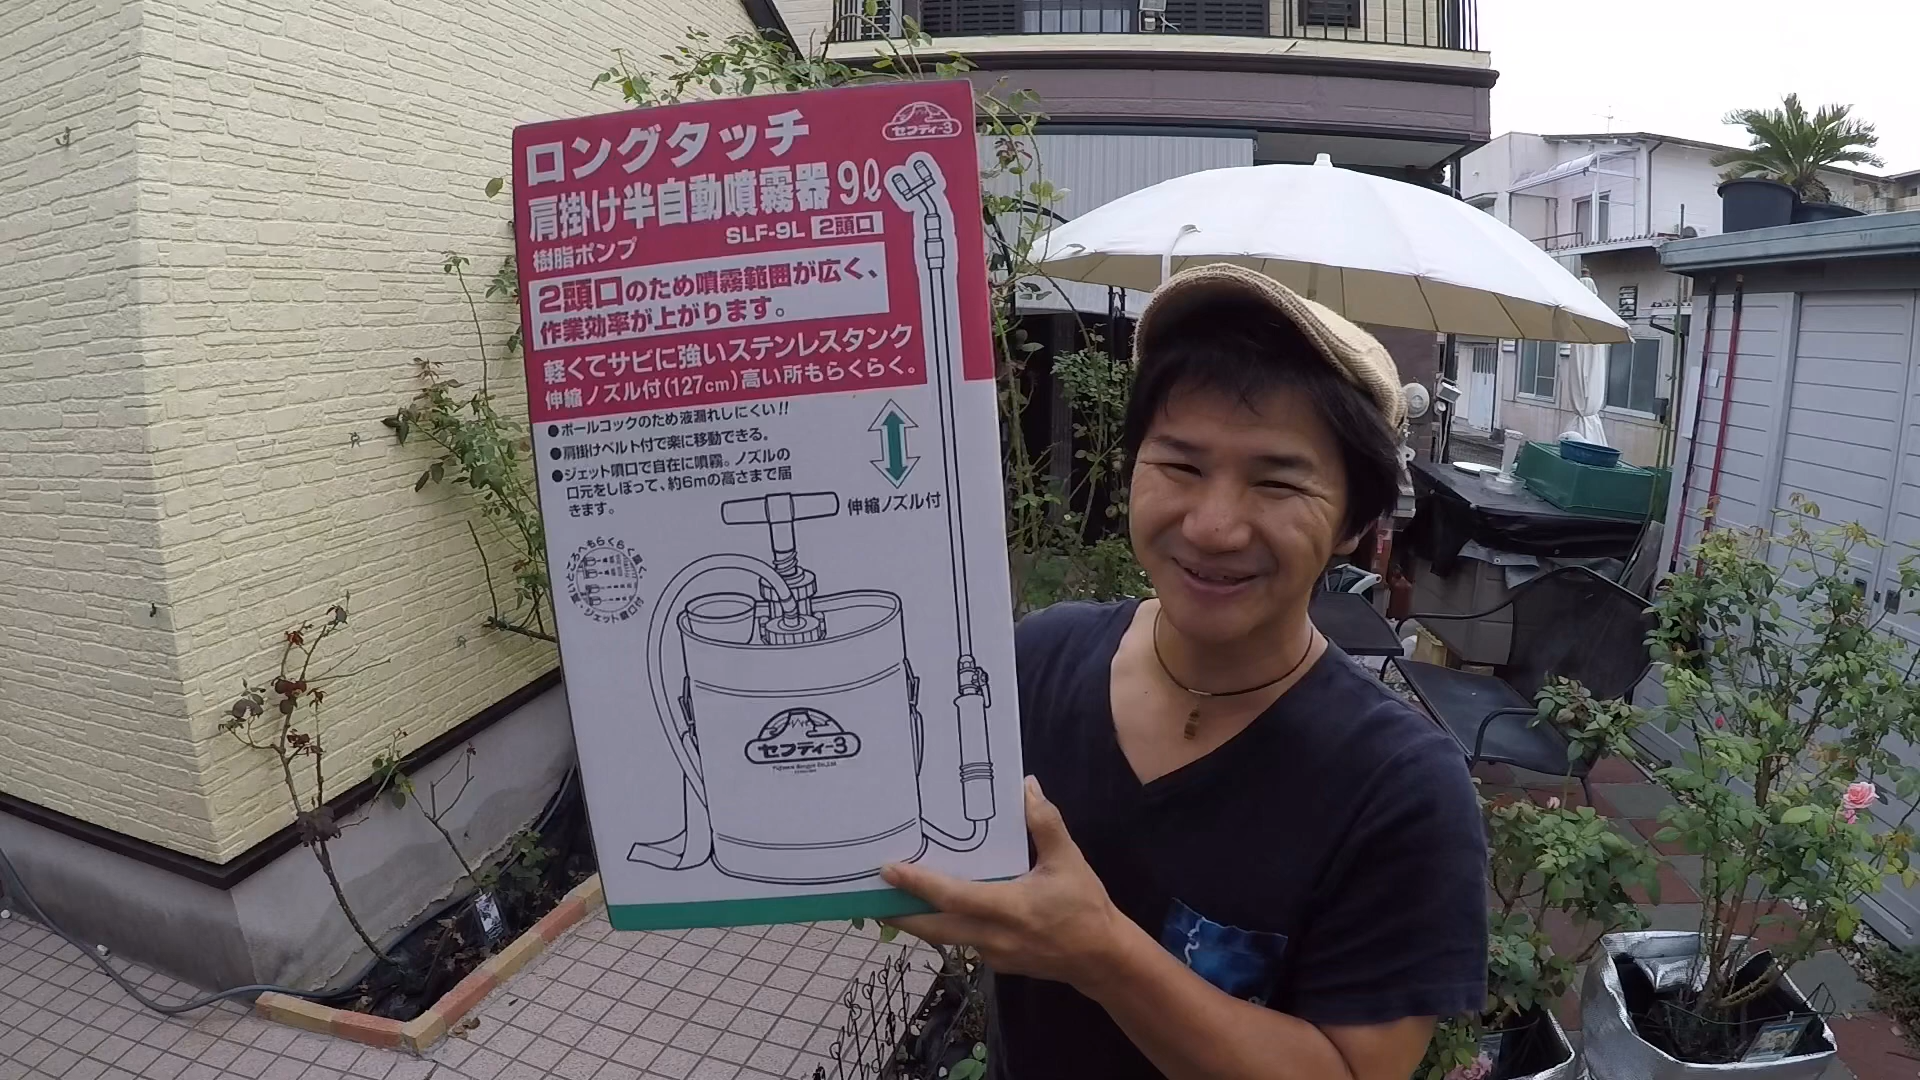 ロングタッチ
セフティ-3
肩掛け半自動噴霧器 9ℓ
樹脂ポンプ
SLF-9L 2頭口
2頭口のため噴霧範囲が広く、
作業効率が上がります。
軽くてサビに強いステンレスタンク
伸縮ノズル付(127cm)高い所もらくらく。
●ボールコックのため液漏れしにくい!!
●肩掛けベルト付で楽に移動できる。
●ジェット噴口で自在に噴霧。ノズルの
口元をしぼって、約6mの高さまで届
きます。
伸縮ノズル付
セフティ-3